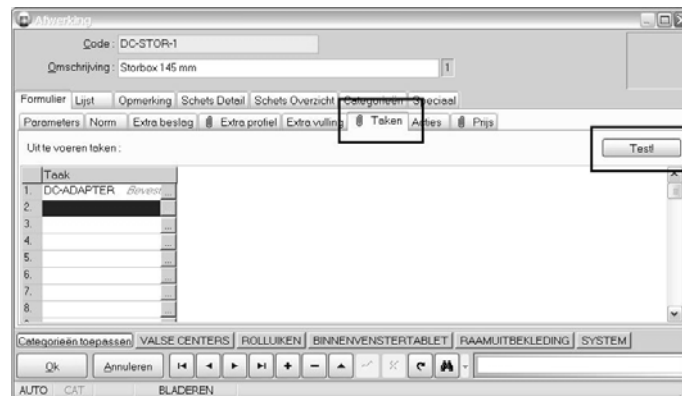 Afwerking
Code: DC-STOR-1
Omschrijving: Storbox 145 mm 1
Formulier Lijst Opmerking Schets Detail Schets Overzicht Categorieën Speciaal
Parameters Norm Extra beslag Extra profiel Extra vulling Taken Acties Prijs
Uit te voeren taken: Test!
Taak
1. DC-ADAPTER Bevest ...
2.
3. ...
4. ...
5. ...
6. ...
7. ...
8. ...
Categorieën toepassen VALSE CENTERS ROLLUIKEN BINNENVENSTERTABLET RAAMUITBEKLEDING SYSTEM
Ok Annuleren
AUTO CAT BLADEREN